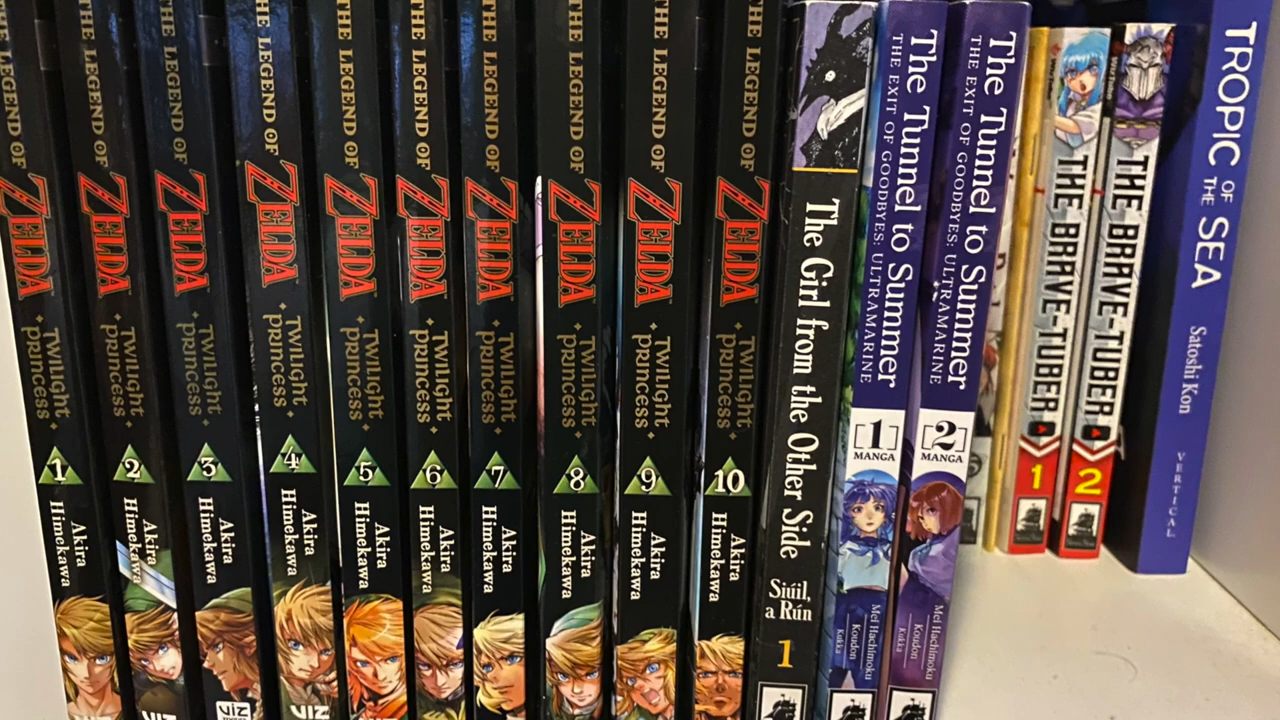 THE LEGEND OF
ZELDA
TWILIGHT
PRINCESS
1
Akira
Himekawa
THE LEGEND OF
ZELDA
TWILIGHT
PRINCESS
2
Akira
Himekawa
THE LEGEND OF
ZELDA
TWILIGHT
PRINCESS
3
Akira
Himekawa
VIZ
THE LEGEND OF
ZELDA
TWILIGHT
PRINCESS
4
Akira
Himekawa
VIZ
THE LEGEND OF
ZELDA
TWILIGHT
PRINCESS
5
Akira
Himekawa
THE LEGEND OF
ZELDA
TWILIGHT
PRINCESS
6
Akira
Himekawa
VIZ
THE LEGEND OF
ZELDA
TWILIGHT
PRINCESS
7
Akira
Himekawa
THE LEGEND OF
ZELDA
TWILIGHT
PRINCESS
8
Akira
Himekawa
THE LEGEND OF
ZELDA
TWILIGHT
PRINCESS
9
Akira
Himekawa
THE LEGEND OF
ZELDA
TWILIGHT
PRINCESS
10
Akira
Himekawa
The Girl from the Other Side
Siúil,
a Rún
1
The Tunnel to Summer
THE EXIT OF GOODBYES: ULTRAMARINE
[1]
MANGA
Mei Hachimoku
Koudon
Kukka
The Tunnel to Summer
THE EXIT OF GOODBYES: ULTRAMARINE
[2]
MANGA
Mei Hachimoku
Koudon
Kukka
THE BRAVE-TUBER
1
THE BRAVE-TUBER
2
TROPIC
OF
THE
SEA
Satoshi Kon
VERTICAL.